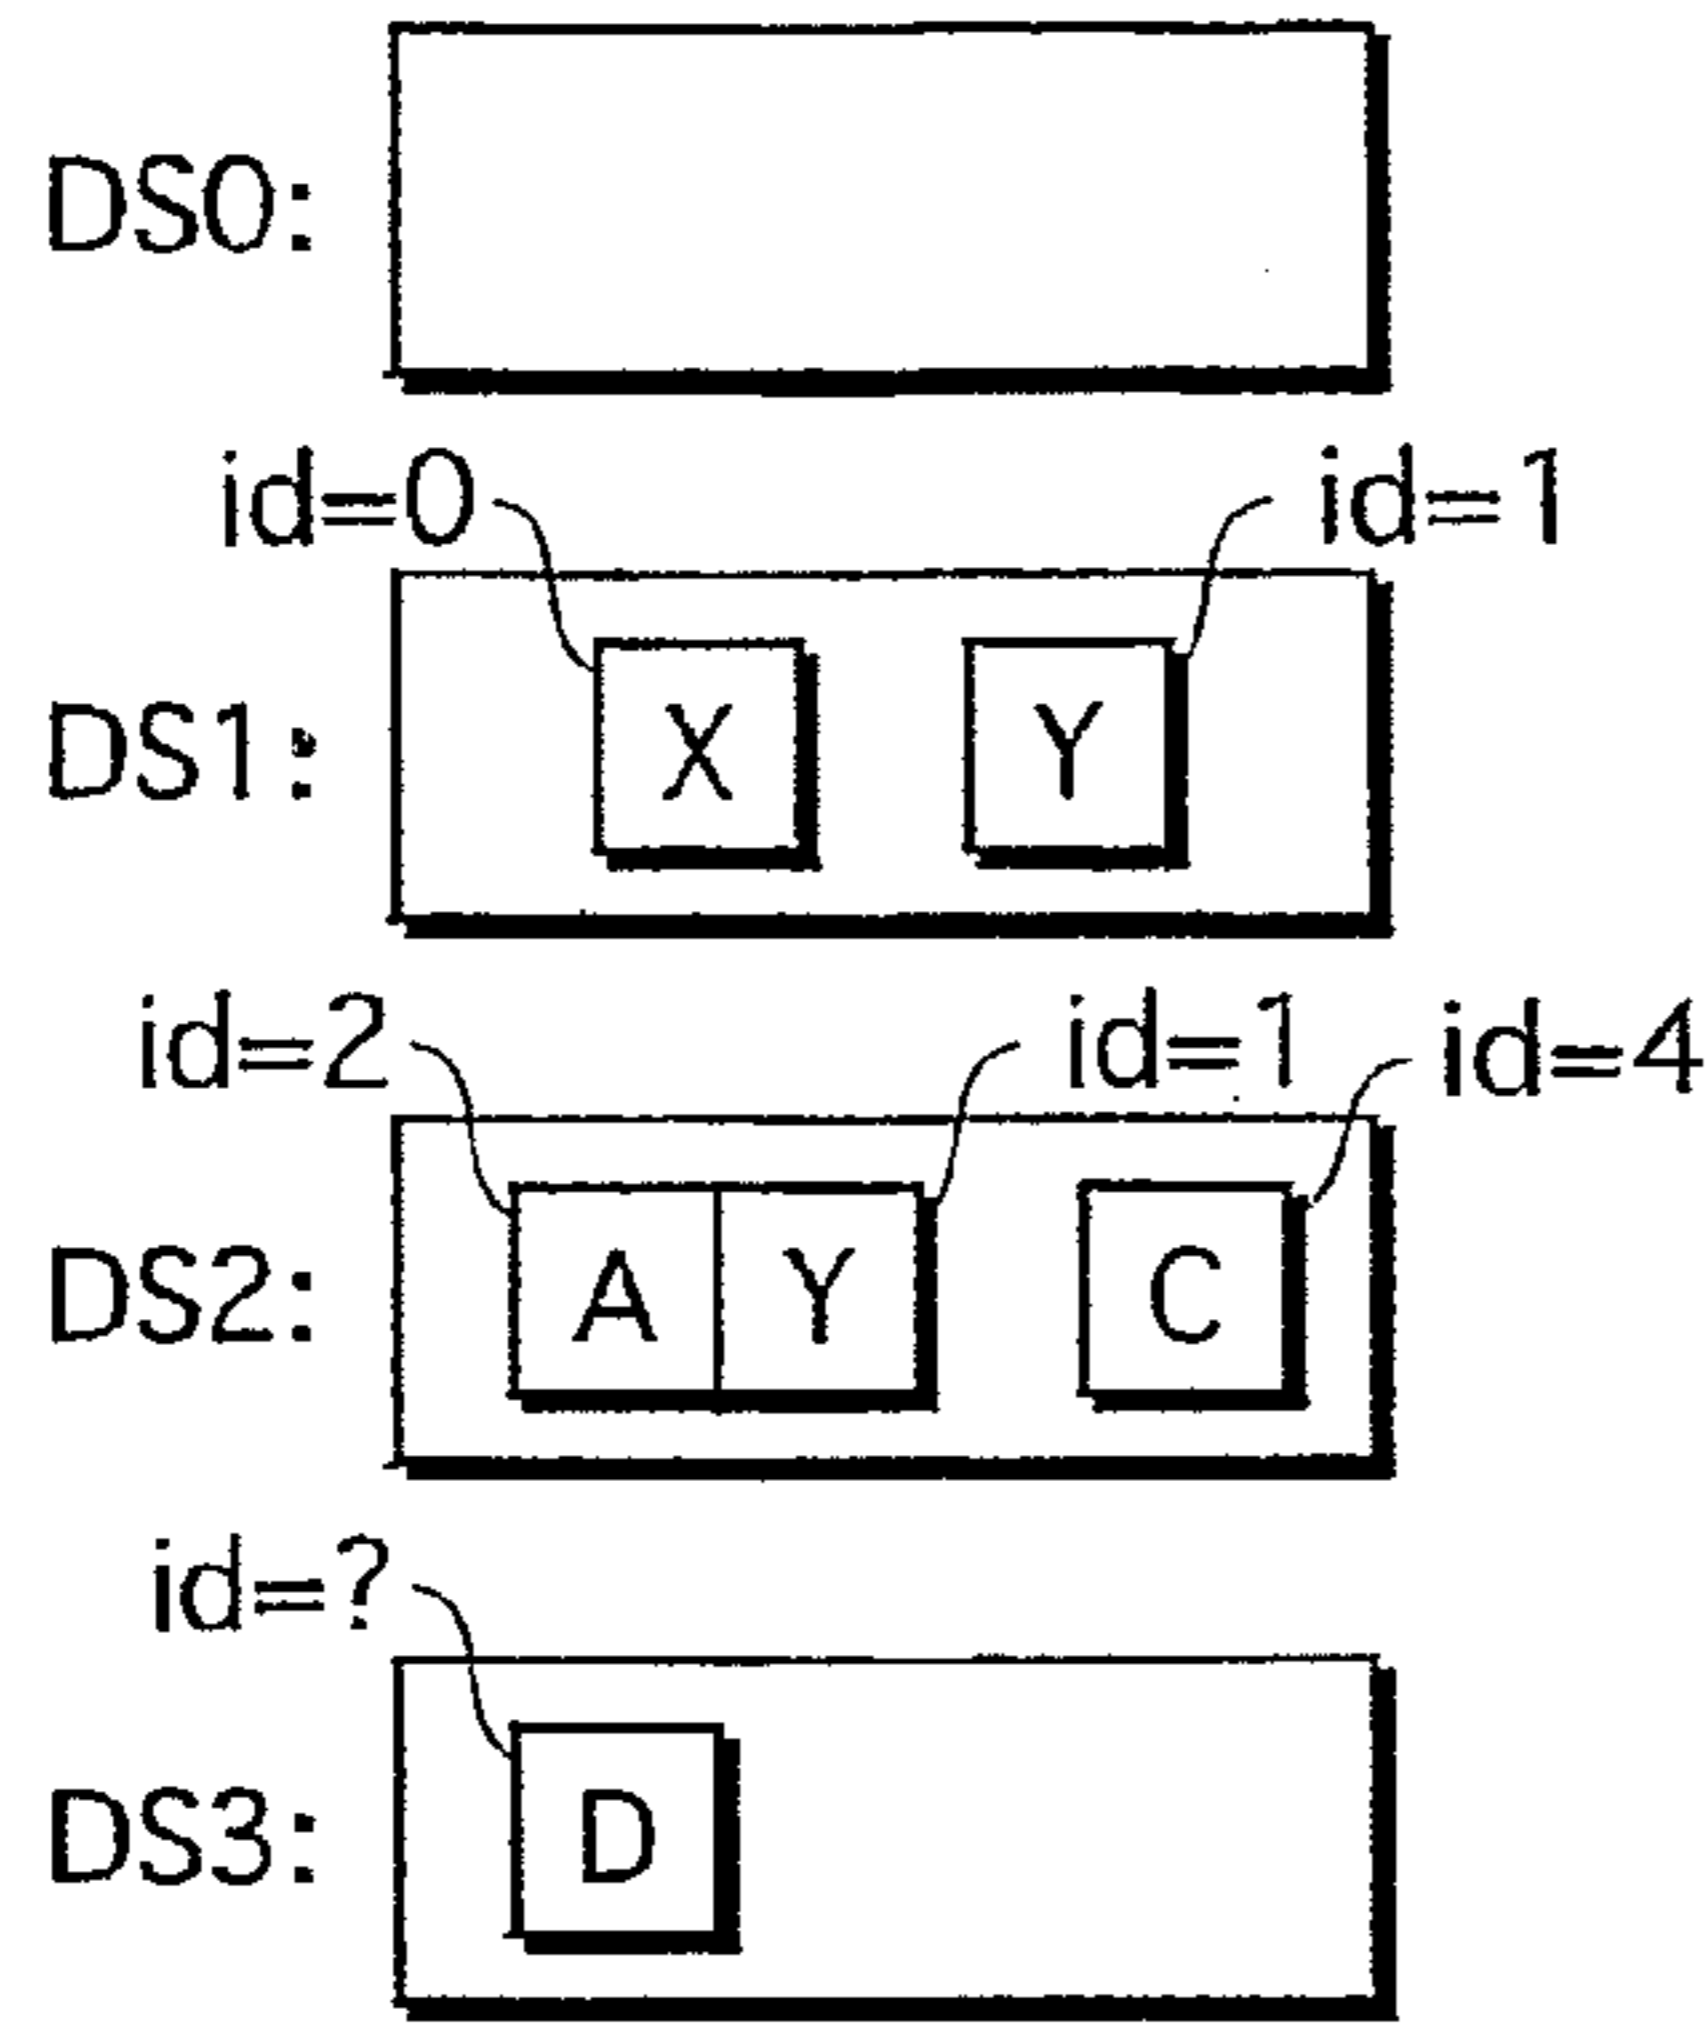 DS0:
id=0 id=1
DS1: X Y
id=2 id=1 id=4
DS2: A Y C
id=?
DS3: D